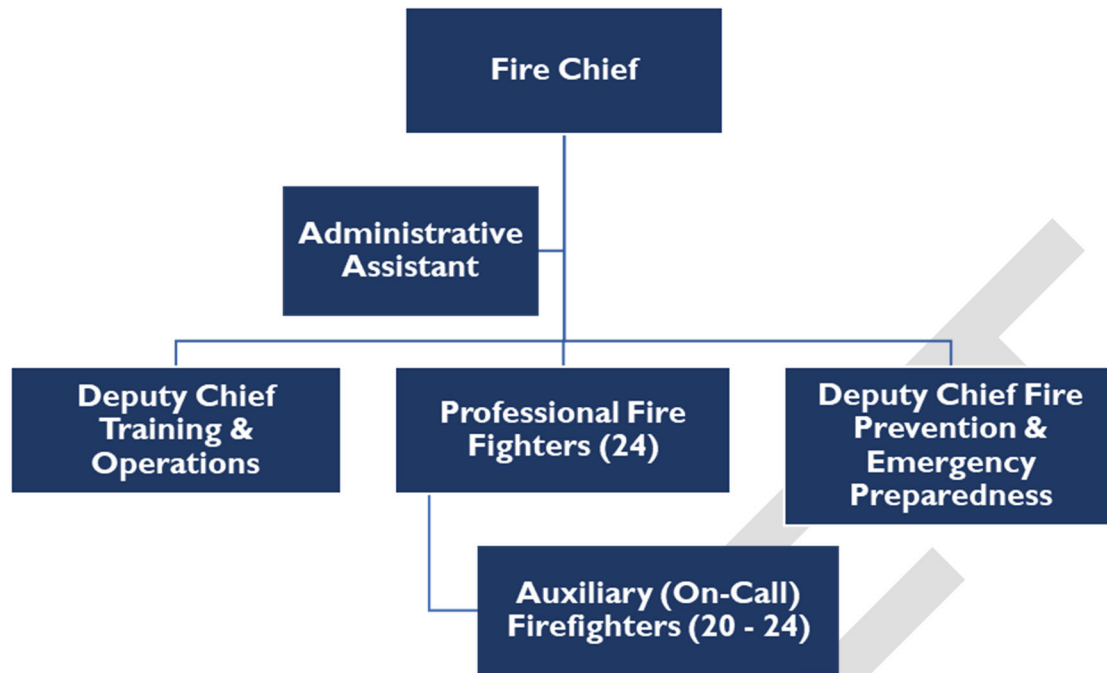 Fire Chief
Administrative
Assistant
Deputy Chief
Training &
Operations
Professional Fire
Fighters (24)
Deputy Chief Fire
Prevention &
Emergency
Preparedness
Auxiliary (On-Call)
Firefighters (20 - 24)